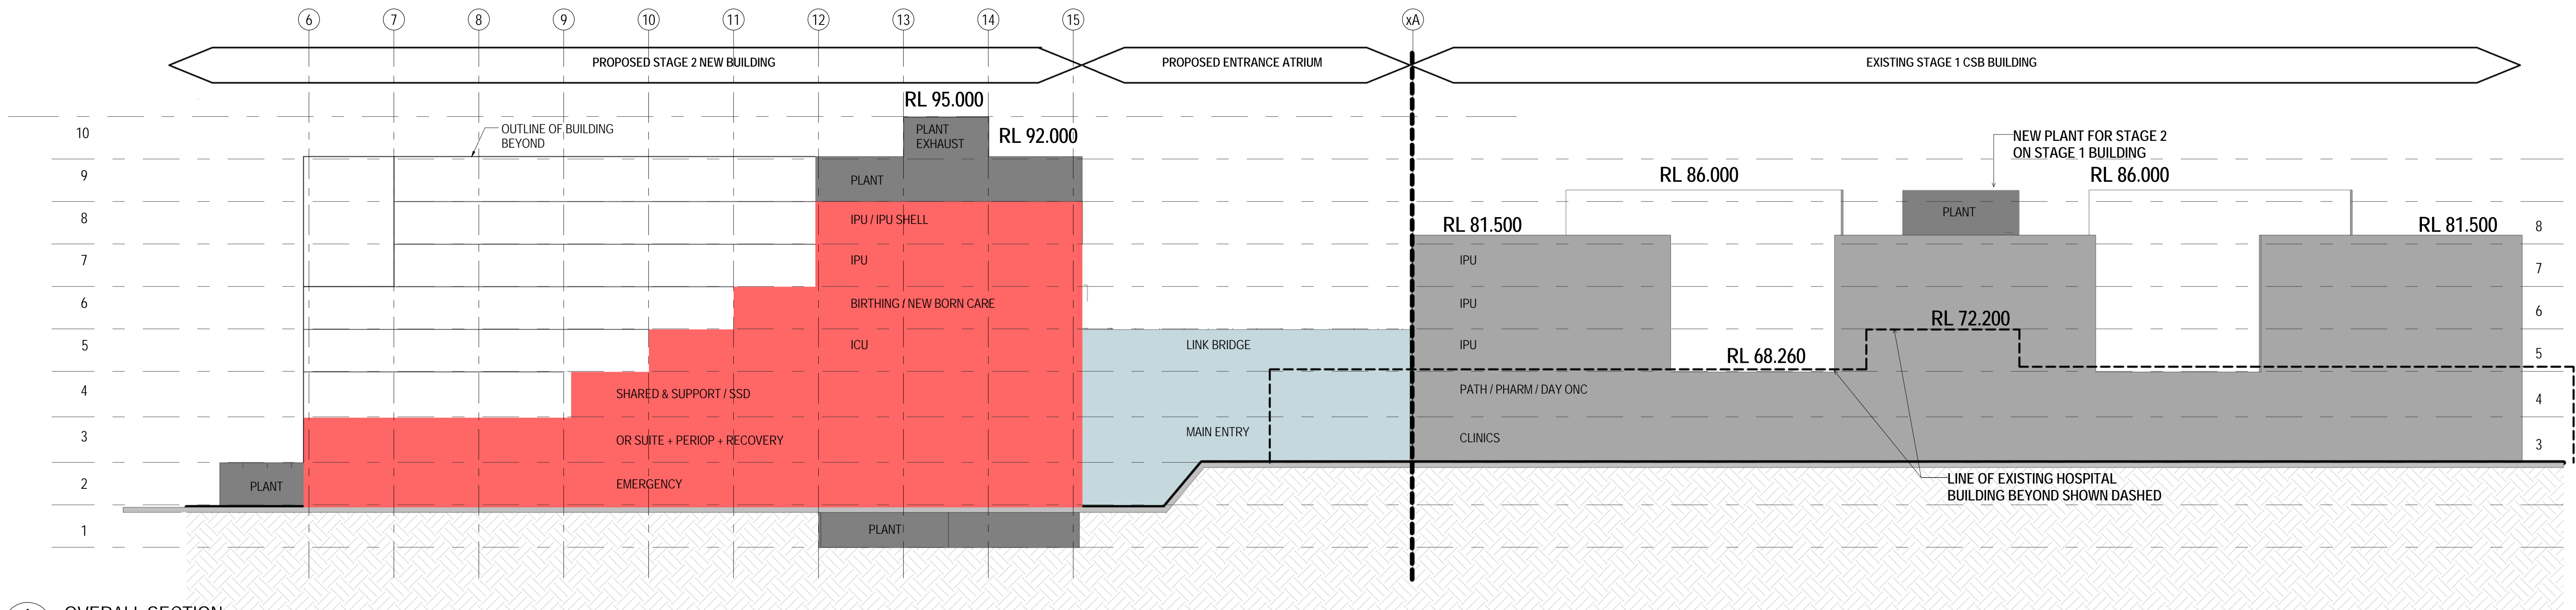 6 7 8 9 10 11 12 13 14 15 xA
PROPOSED STAGE 2 NEW BUILDING
PROPOSED ENTRANCE ATRIUM
EXISTING STAGE 1 CSB BUILDING
RL 95.000
10
OUTLINE OF BUILDING
BEYOND
PLANT
EXHAUST
RL 92.000
NEW PLANT FOR STAGE 2
ON STAGE 1 BUILDING
9
PLANT
RL 86.000
RL 86.000
8
IPU / IPU SHELL
RL 81.500
PLANT
RL 81.500
8
7
IPU
IPU
7
6
BIRTHING / NEW BORN CARE
IPU
6
RL 72.200
5
ICU
LINK BRIDGE
IPU
RL 68.260
5
4
SHARED & SUPPORT / SSD
PATH / PHARM / DAY ONC
4
3
OR SUITE + PERIOP + RECOVERY
MAIN ENTRY
CLINICS
3
2
PLANT
EMERGENCY
LINE OF EXISTING HOSPITAL
BUILDING BEYOND SHOWN DASHED
1
PLANT
OVERALL SECTION